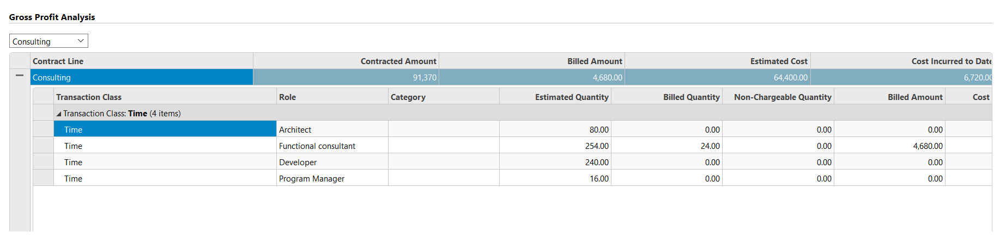 Gross Profit Analysis
Consulting
Contract Line Contracted Amount Billed Amount Estimated Cost Cost Incurred to Date
Consulting 91,370 4,680.00 64,400.00 6,720.00
Transaction Class Role Category Estimated Quantity Billed Quantity Non-Chargeable Quantity Billed Amount Cost
Transaction Class: Time (4 items)
Time Architect 80.00 0.00 0.00 0.00
Time Functional consultant 254.00 24.00 0.00 4,680.00
Time Developer 240.00 0.00 0.00 0.00
Time Program Manager 16.00 0.00 0.00 0.00